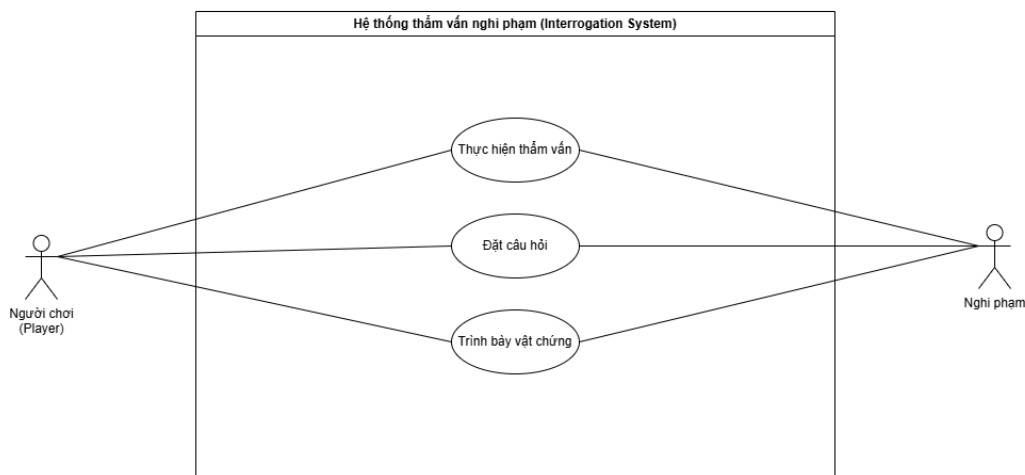 Hệ thống thẩm vấn nghi phạm (Interrogation System)
Thực hiện thẩm vấn
Đặt câu hỏi
Trình bày vật chứng
Người chơi
(Player)
Nghi phạm